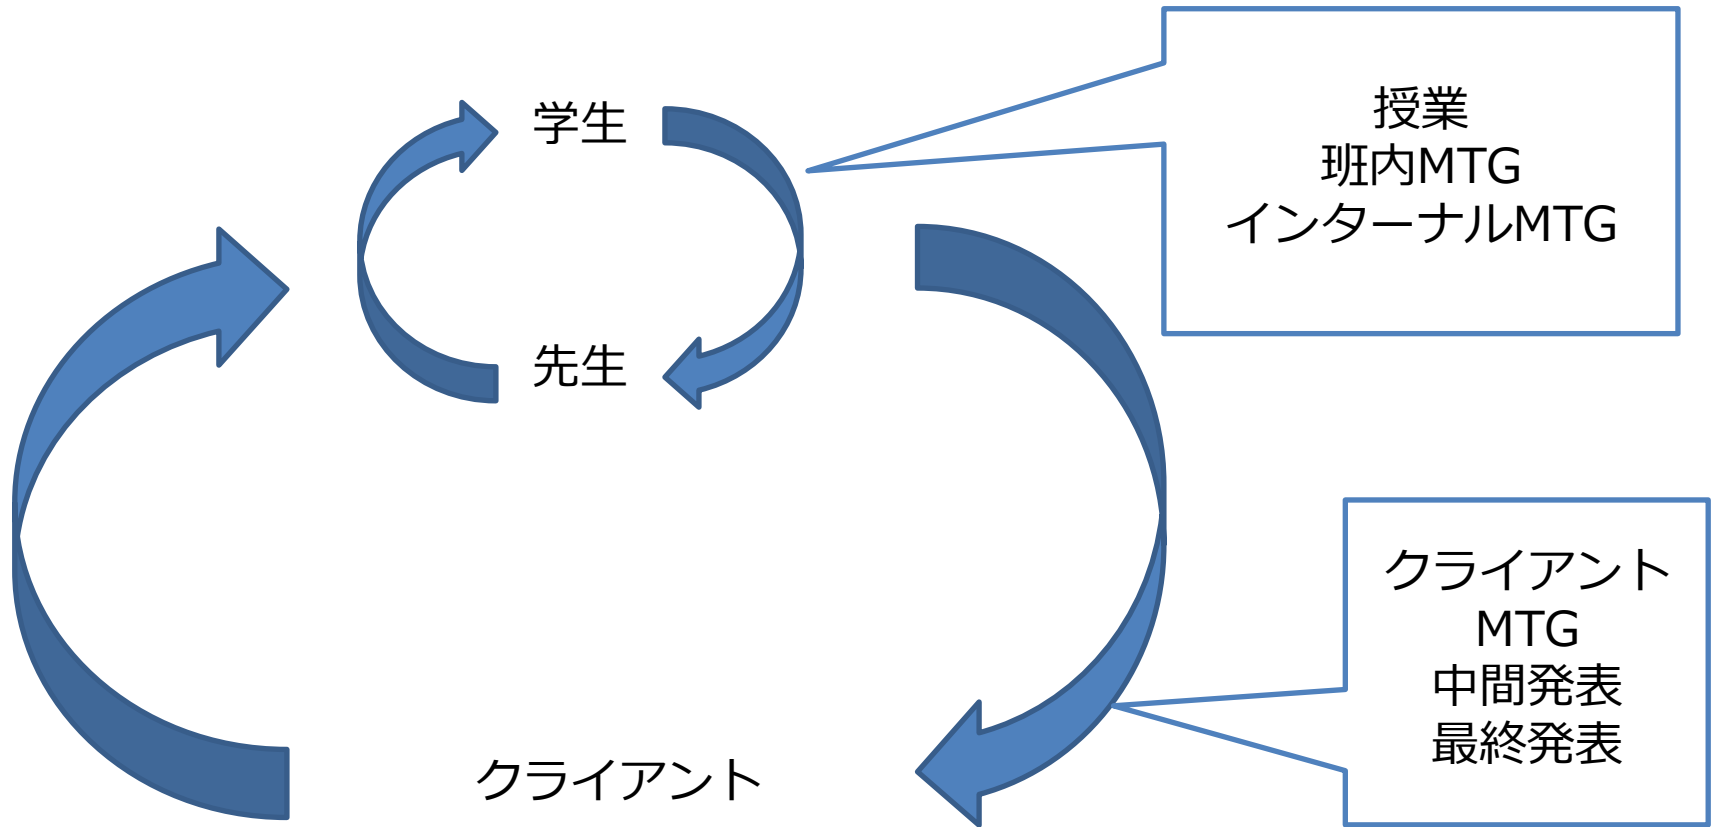 学生
先生
クライアント
授業
班内MTG
インターナルMTG
クライアント
MTG
中間発表
最終発表